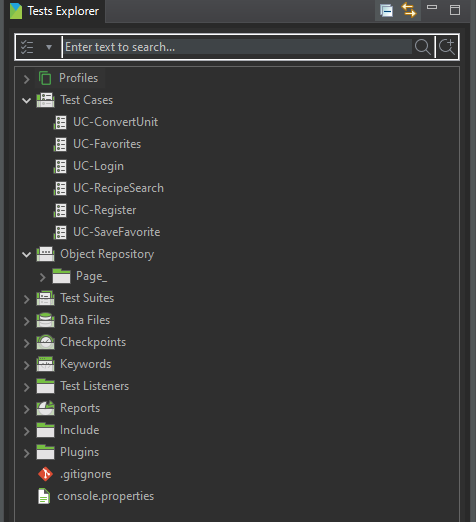 Tests Explorer
Enter text to search...
Profiles
Test Cases
UC-ConvertUnit
UC-Favorites
UC-Login
UC-RecipeSearch
UC-Register
UC-SaveFavorite
Object Repository
Page_
Test Suites
Data Files
Checkpoints
Keywords
Test Listeners
Reports
Include
Plugins
.gitignore
console.properties